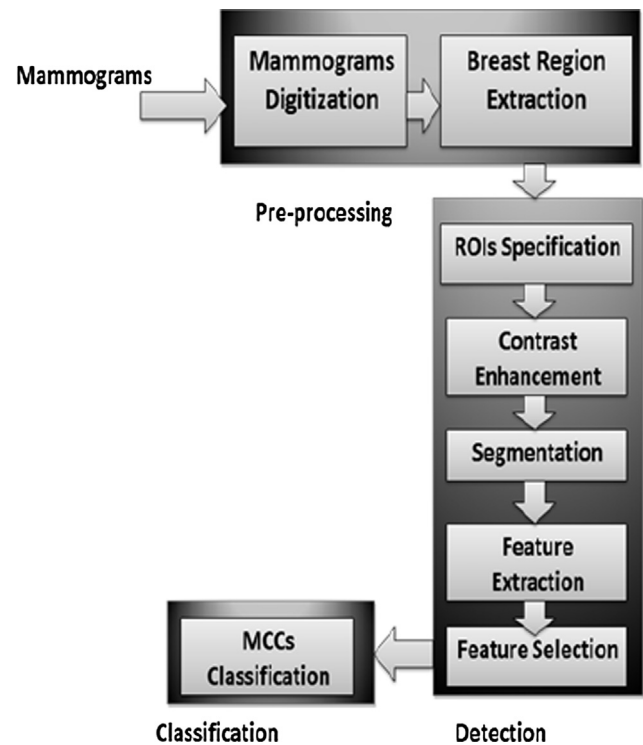 Mammograms
Mammograms
Digitization
Breast Region
Extraction
Pre-processing
ROIs Specification
Contrast
Enhancement
Segmentation
Feature
Extraction
Feature Selection
MCCs
Classification
Classification
Detection